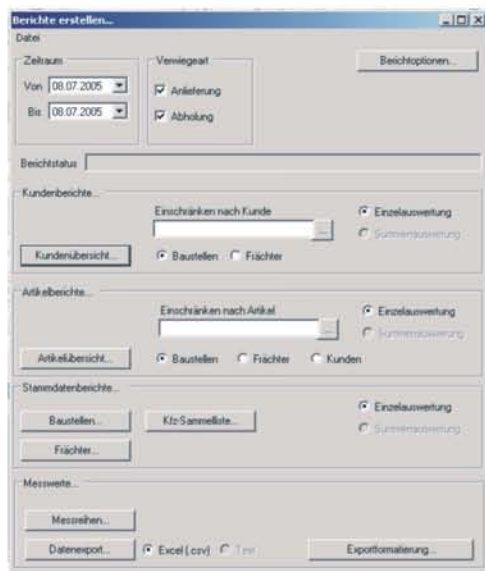 Berichte erstellen...
Datei
Zeitraum
Verwiegeart
Von 08.07.2005
Anlieferung
Berichtoptionen...
Bis 08.07.2005
Abholung
Berichtstatus
Kundenberichte...
Einschränken nach Kunde
Einzelauswertung
...
Summenauswertung
Kundenübersicht...
Baustellen
Frächter
Artikelberichte...
Einschränken nach Artikel
Einzelauswertung
...
Summenauswertung
Artikelübersicht...
Baustellen
Frächter
Kunden
Stammdatenberichte...
Einzelauswertung
Baustellen...
Kfz-Sammelliste...
Summenauswertung
Frächter...
Messwerte...
Messreihen...
Datenexport...
Excel (.csv)
Text
Exportformatierung...